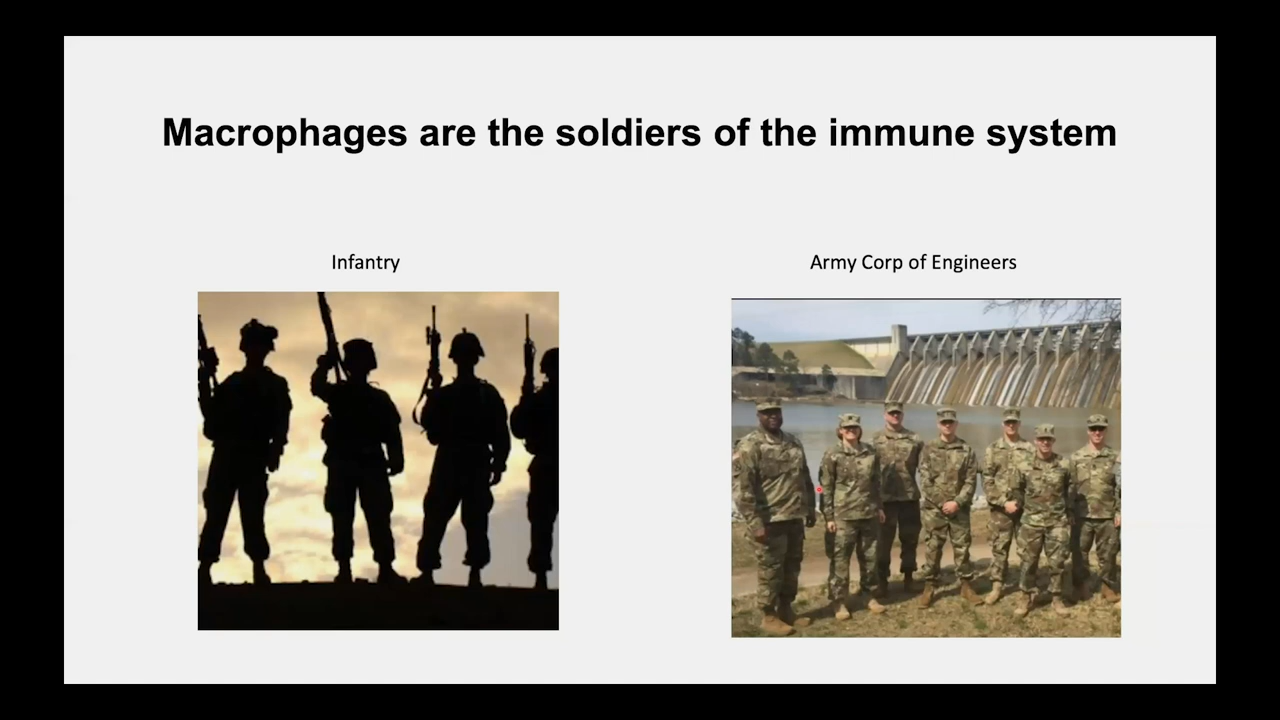 Macrophages are the soldiers of the immune system
Infantry
Army Corp of Engineers